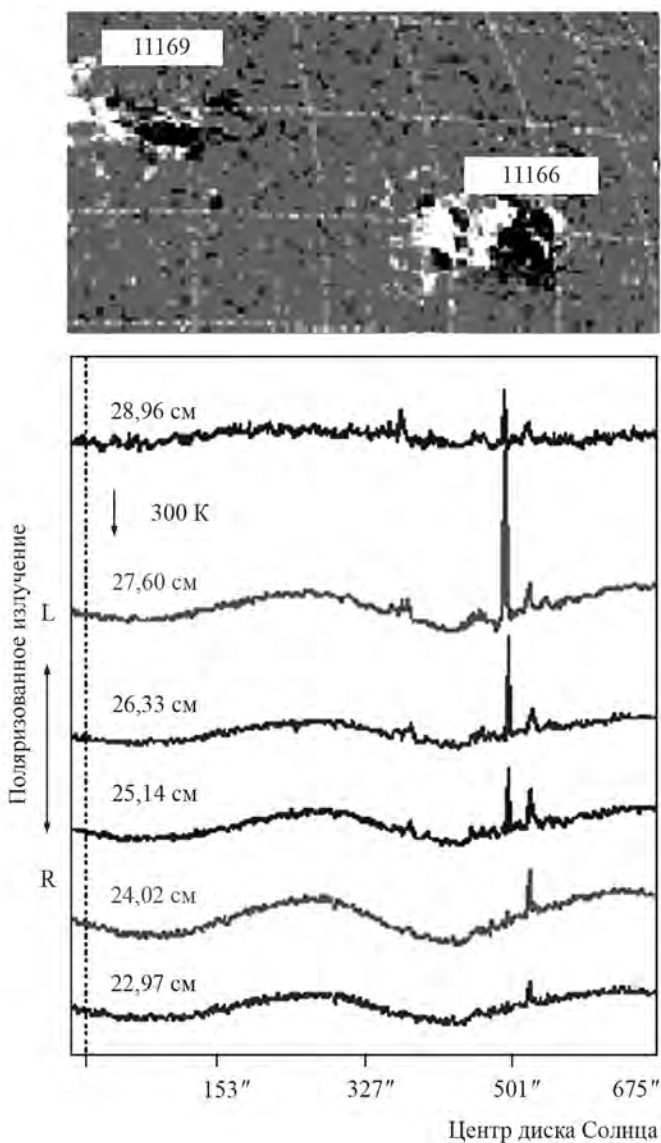 11169
11166
28,96 см
300 К
27,60 см
L
26,33 см
25,14 см
R
24,02 см
22,97 см
Поляризованное излучение
153″ 327″ 501″ 675″
Центр диска Солнца